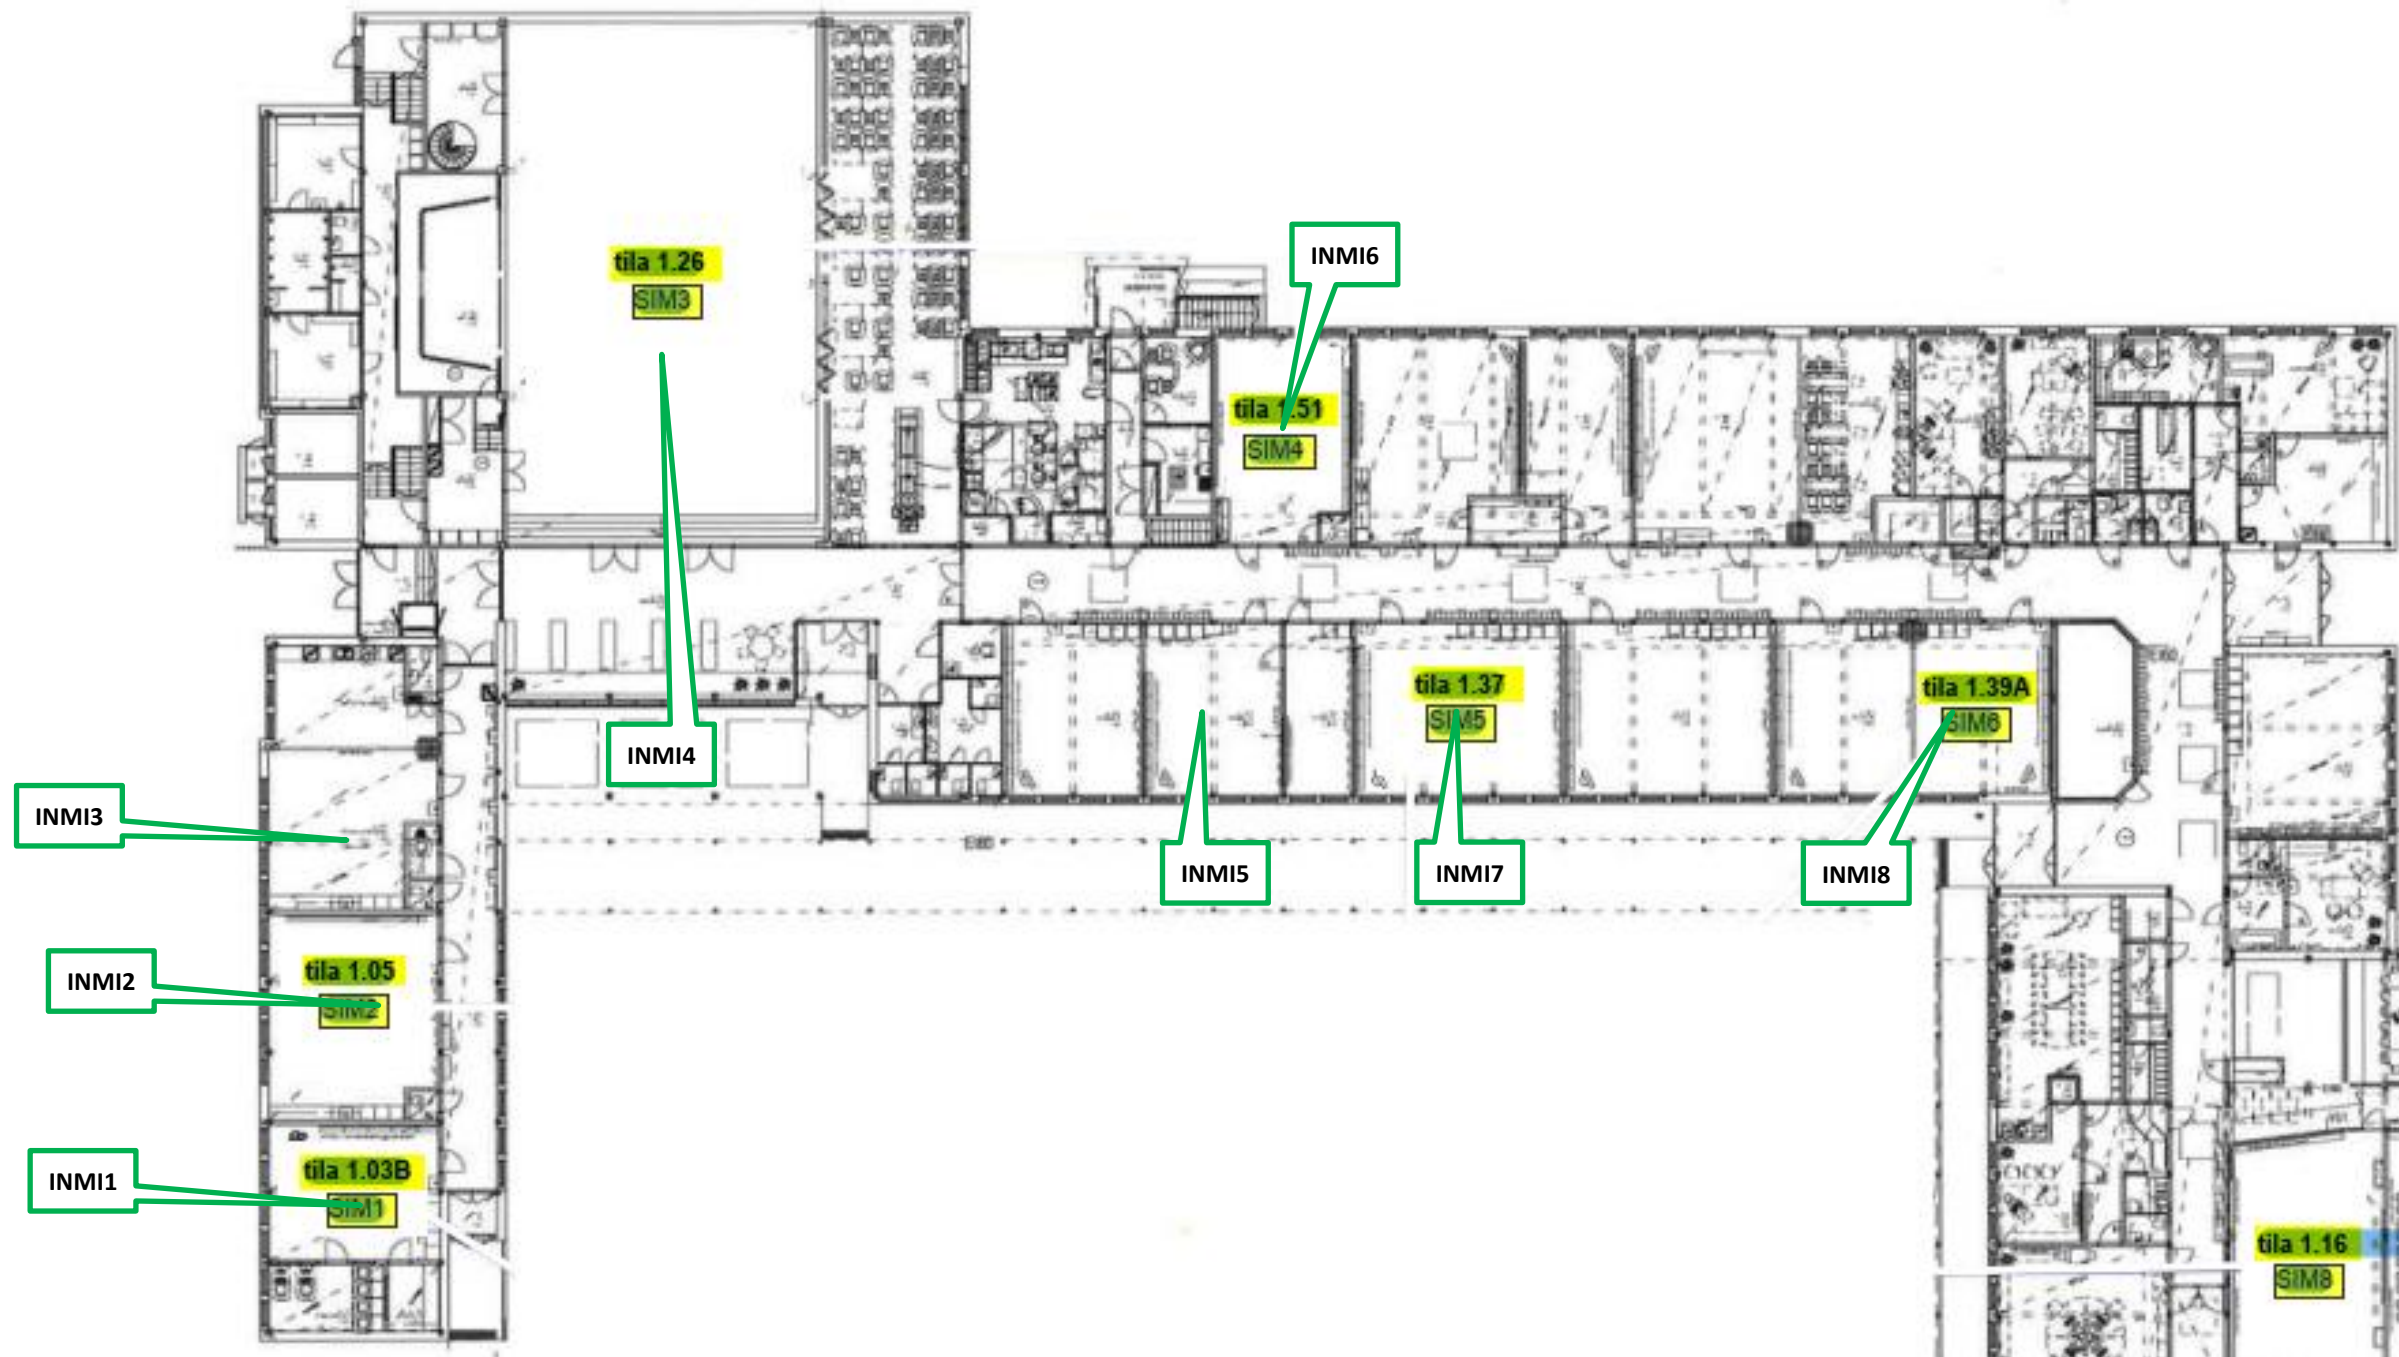 tila 1.26
SIM3
INMI6
tila 1.51
SIM4
tila 1.37
SIM5
tila 1.39A
SIM6
INMI4
INMI3
INMI5
INMI7
INMI8
tila 1.05
INMI2
SIM2
tila 1.03B
INMI1
SIM1
tila 1.16
SIM8